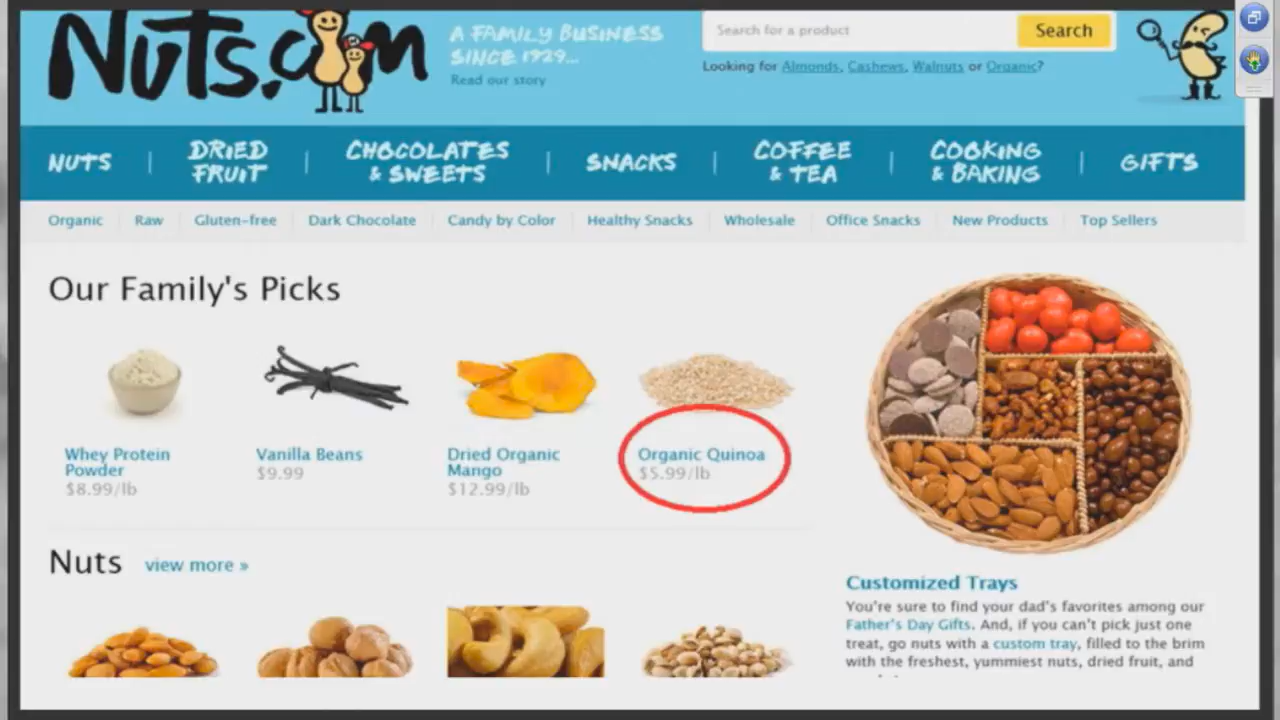 Nuts.com
A FAMILY BUSINESS
SINCE 1929...
Read our story
Search for a product
Search
Looking for Almonds, Cashews, Walnuts or Organic?
NUTS
DRIED
FRUIT
CHOCOLATES
& SWEETS
SNACKS
COFFEE
& TEA
COOKING
& BAKING
GIFTS
Organic
Raw
Gluten-free
Dark Chocolate
Candy by Color
Healthy Snacks
Wholesale
Office Snacks
New Products
Top Sellers
Our Family's Picks
Whey Protein
Powder
$8.99/lb
Vanilla Beans
$9.99
Dried Organic
Mango
$12.99/lb
Organic Quinoa
$5.99/lb
Nuts view more »
Customized Trays
You're sure to find your dad's favorites among our
Father's Day Gifts. And, if you can't pick just one
treat, go nuts with a custom tray, filled to the brim
with the freshest, yummiest nuts, dried fruit, and